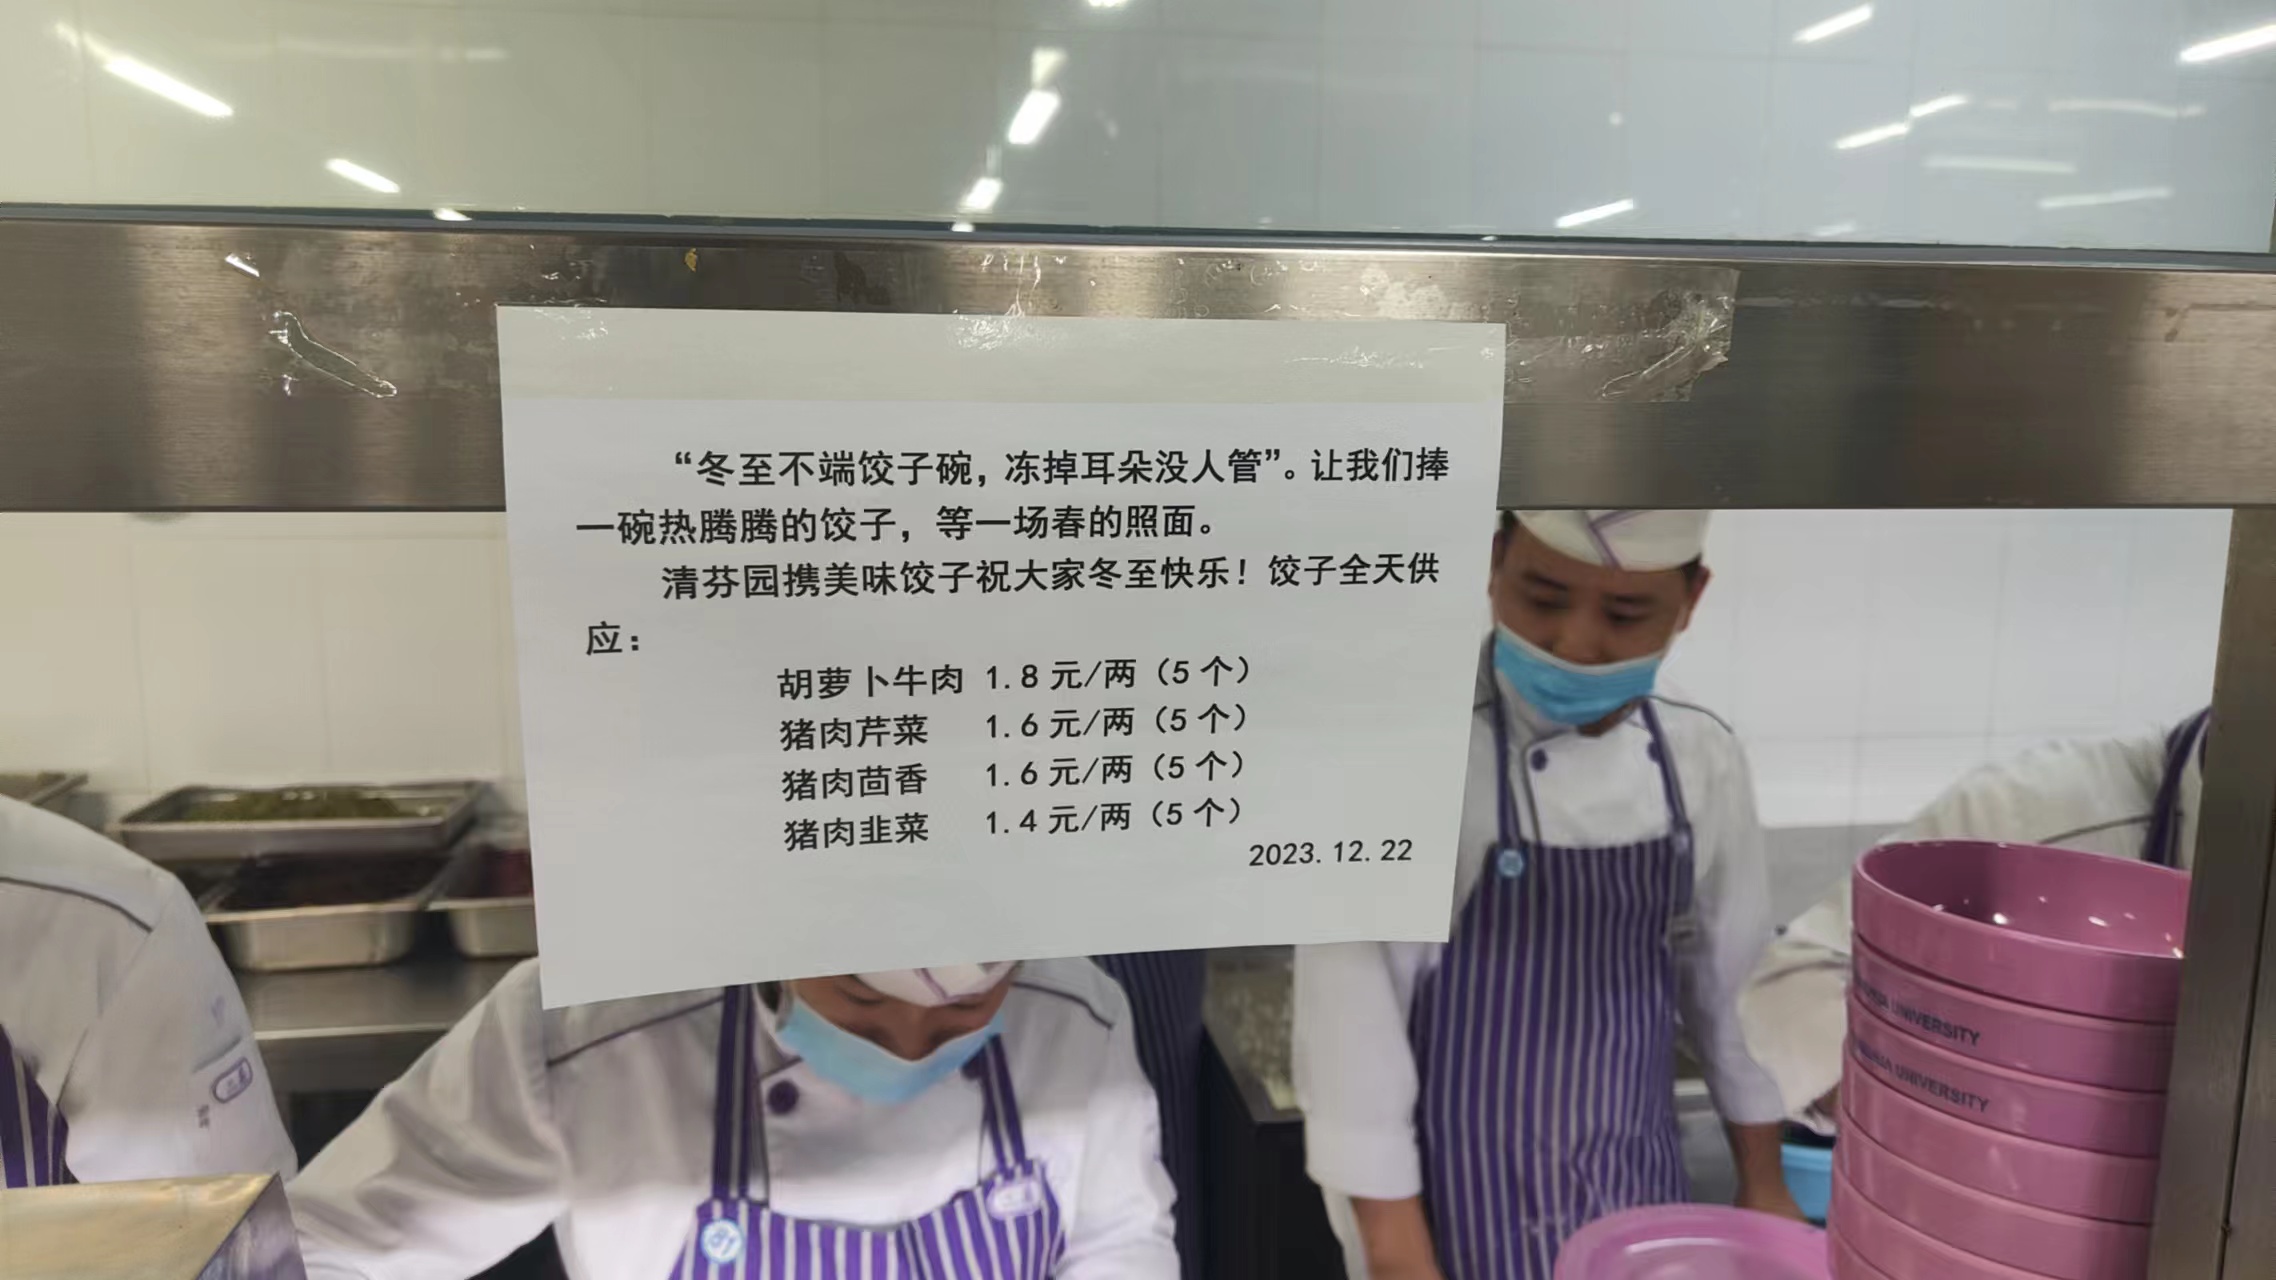 “冬至不端饺子碗，冻掉耳朵没人管”。让我们捧
一碗热腾腾的饺子，等一场春的照面。
清芬园携美味饺子祝大家冬至快乐！饺子全天供
应：
胡萝卜牛肉 1.8 元/两（5 个）
猪肉芹菜 1.6 元/两（5 个）
猪肉茴香 1.6 元/两（5 个）
猪肉韭菜 1.4 元/两（5 个）
2023.12.22
UNIVERSITY
UNIVERSITY